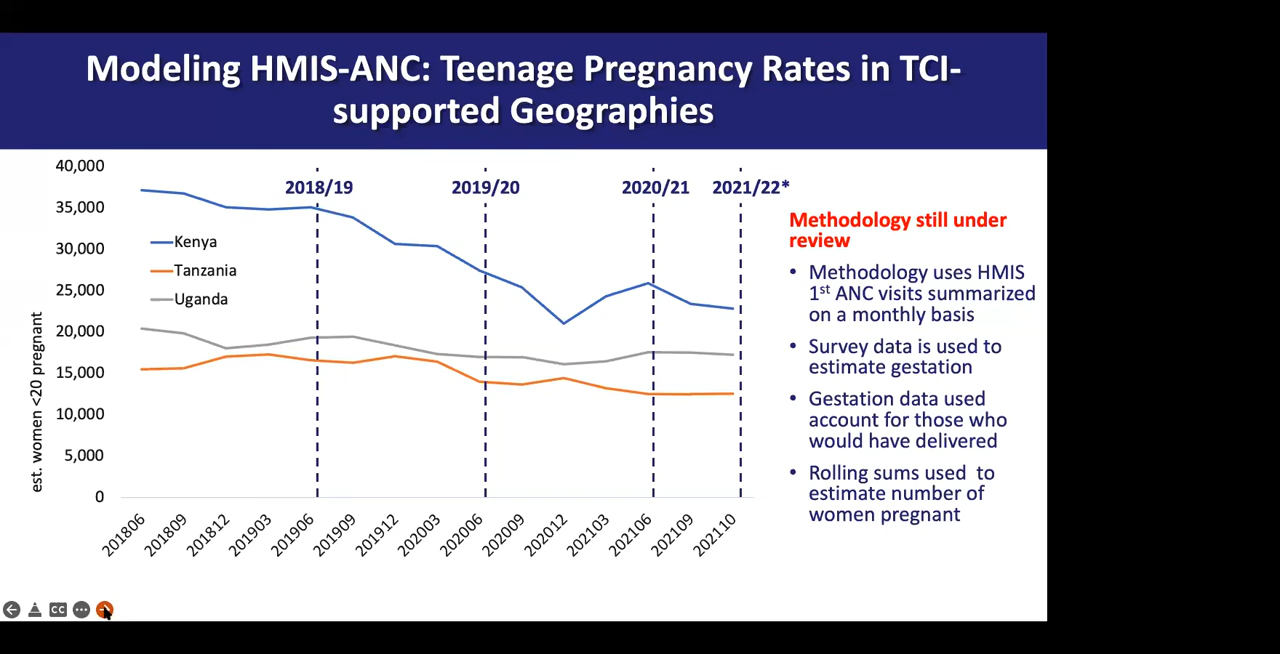 Modeling HMIS-ANC: Teenage Pregnancy Rates in TCI-
supported Geographies
40,000
35,000
30,000
25,000
20,000
15,000
10,000
5,000
0
est. women <20 pregnant
2018/19
2019/20
2020/21
2021/22*
Kenya
Tanzania
Uganda
201806
201809
201812
201903
201906
201909
201912
202003
202006
202009
202012
202103
202106
202109
202110
Methodology still under
review
• Methodology uses HMIS
1st ANC visits summarized
on a monthly basis
• Survey data is used to
estimate gestation
• Gestation data used
account for those who
would have delivered
• Rolling sums used to
estimate number of
women pregnant
CC